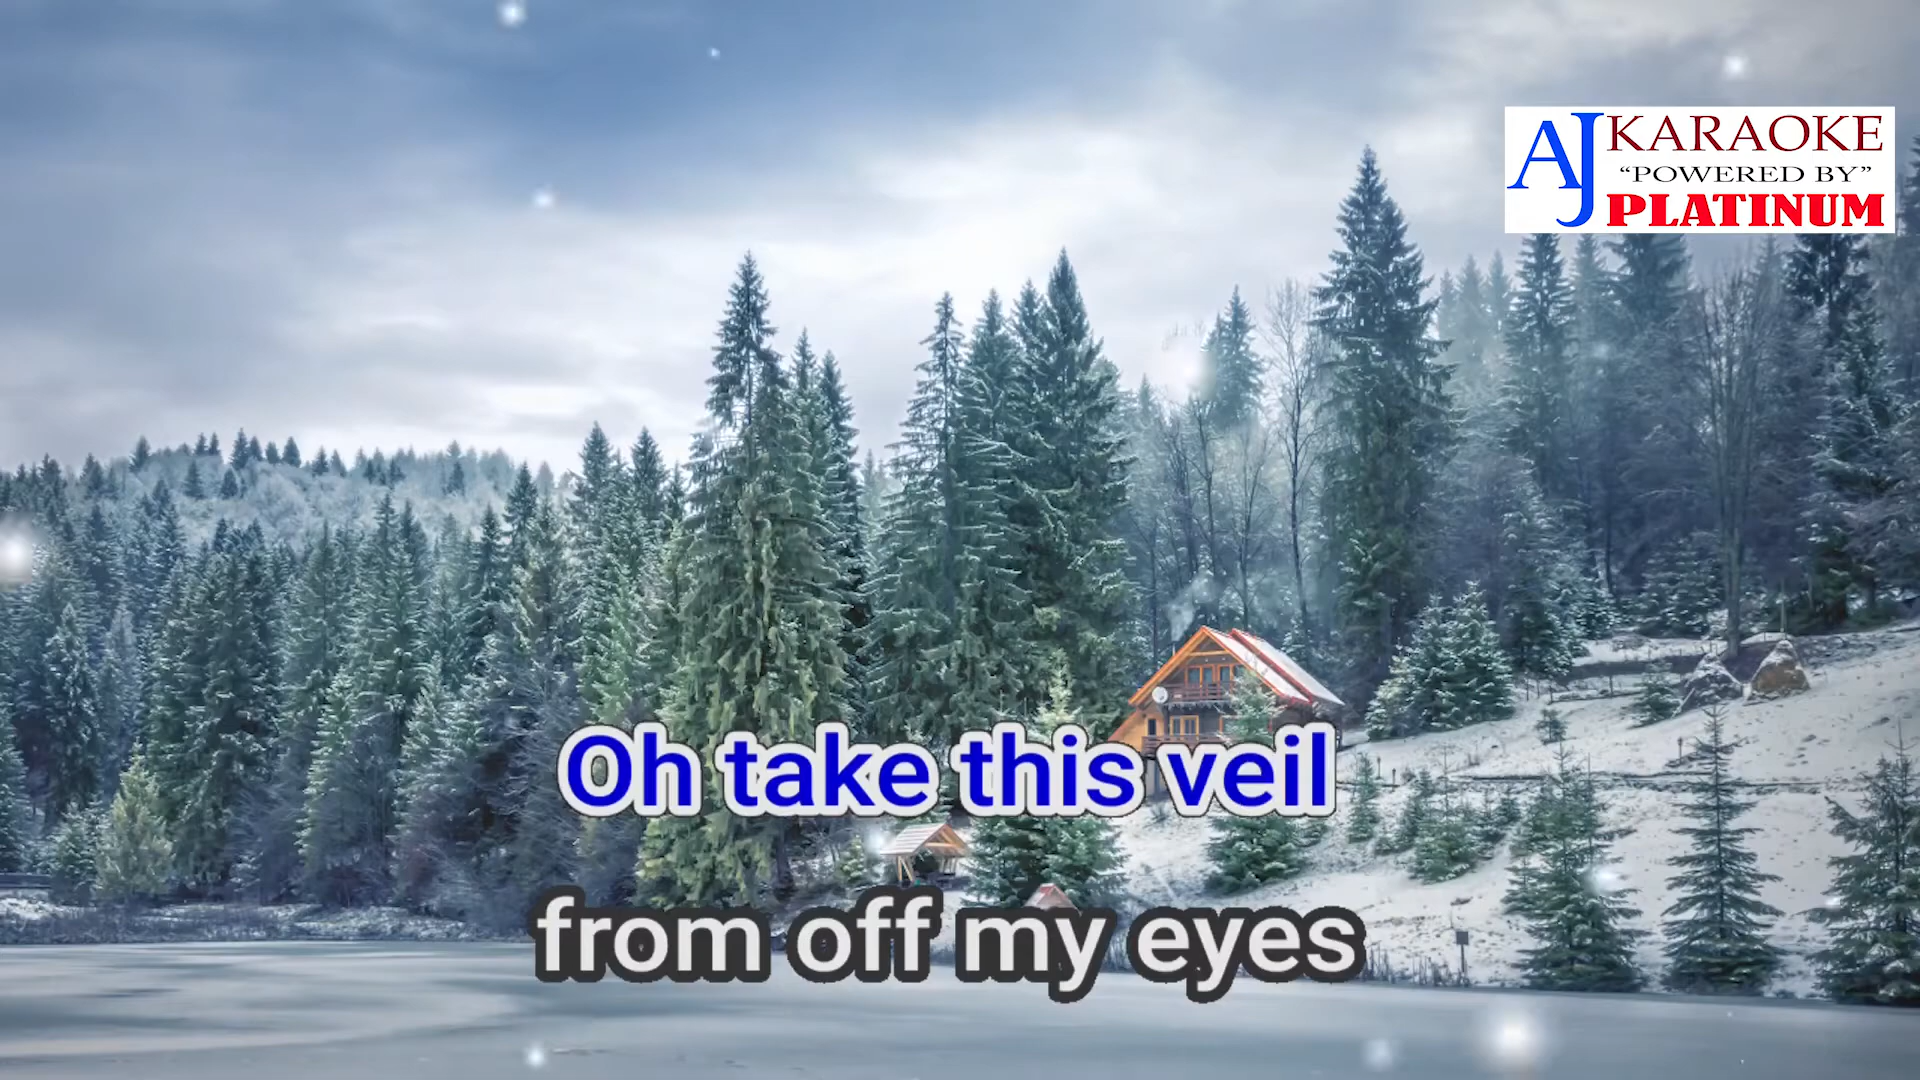 AJ KARAOKE
“POWERED BY”
PLATINUM
Oh take this veil
from off my eyes